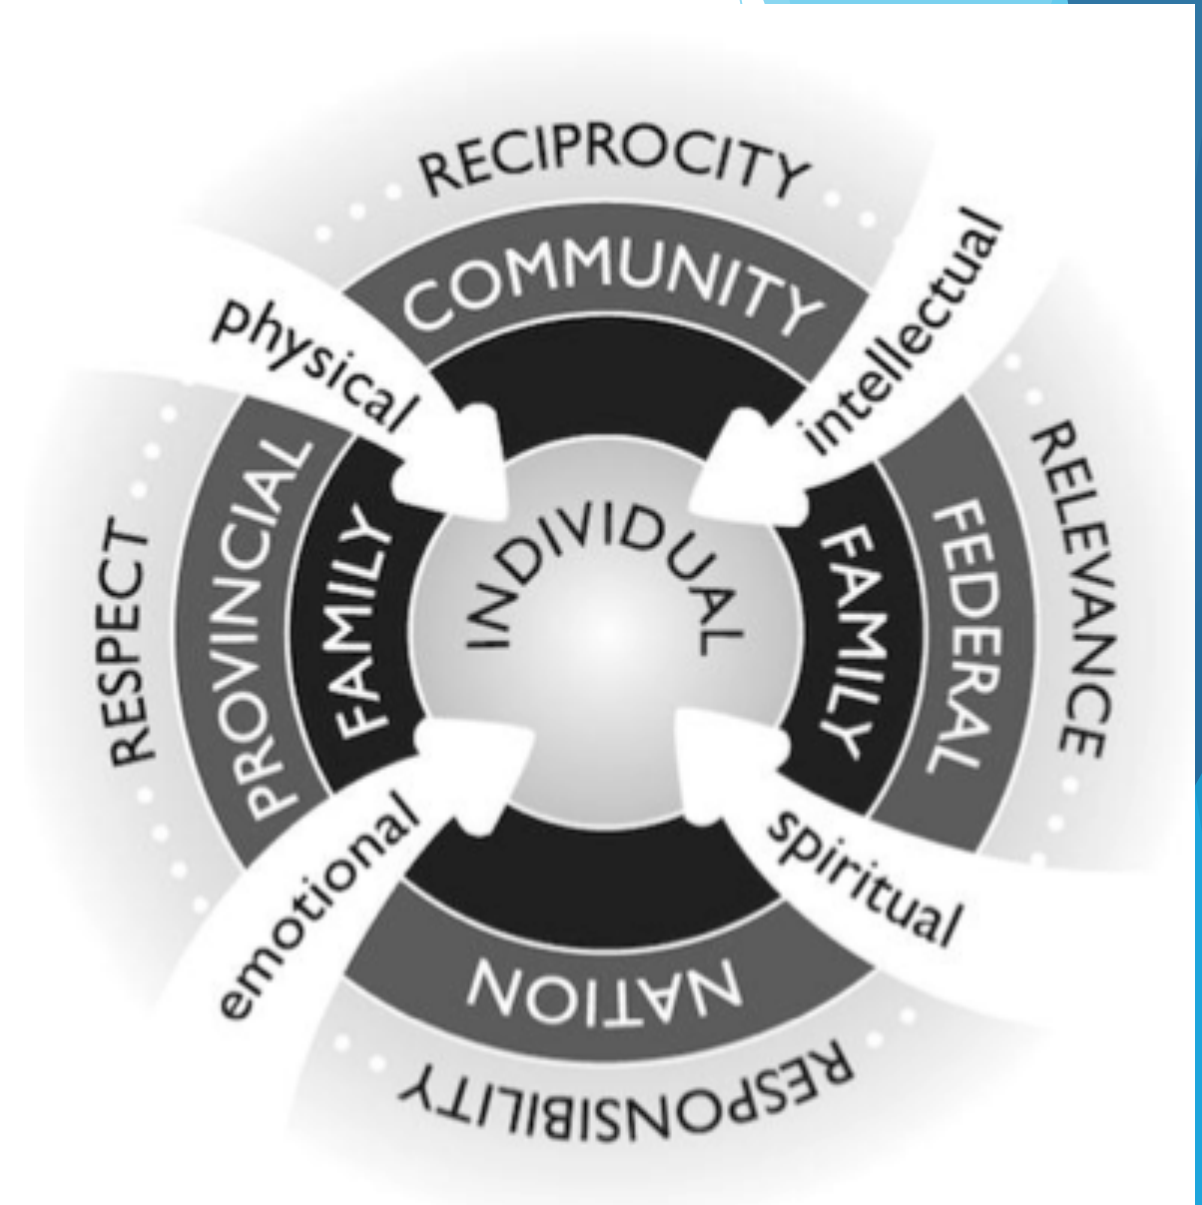 RECIPROCITY
COMMUNITY
physical
intellectual
INDIVIDUAL
RESPECT
PROVINCIAL
FAMILY
FAMILY
FEDERAL
RELEVANCE
emotional
spiritual
NATION
RESPONSIBILITY